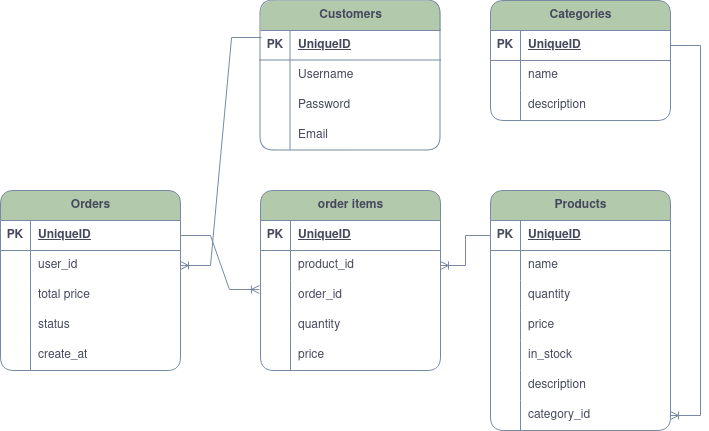 Customers
PK UniqueID
Username
Password
Email
Categories
PK UniqueID
name
description
Orders
PK UniqueID
user_id
total price
status
create_at
order items
PK UniqueID
product_id
order_id
quantity
price
Products
PK UniqueID
name
quantity
price
in_stock
description
category_id